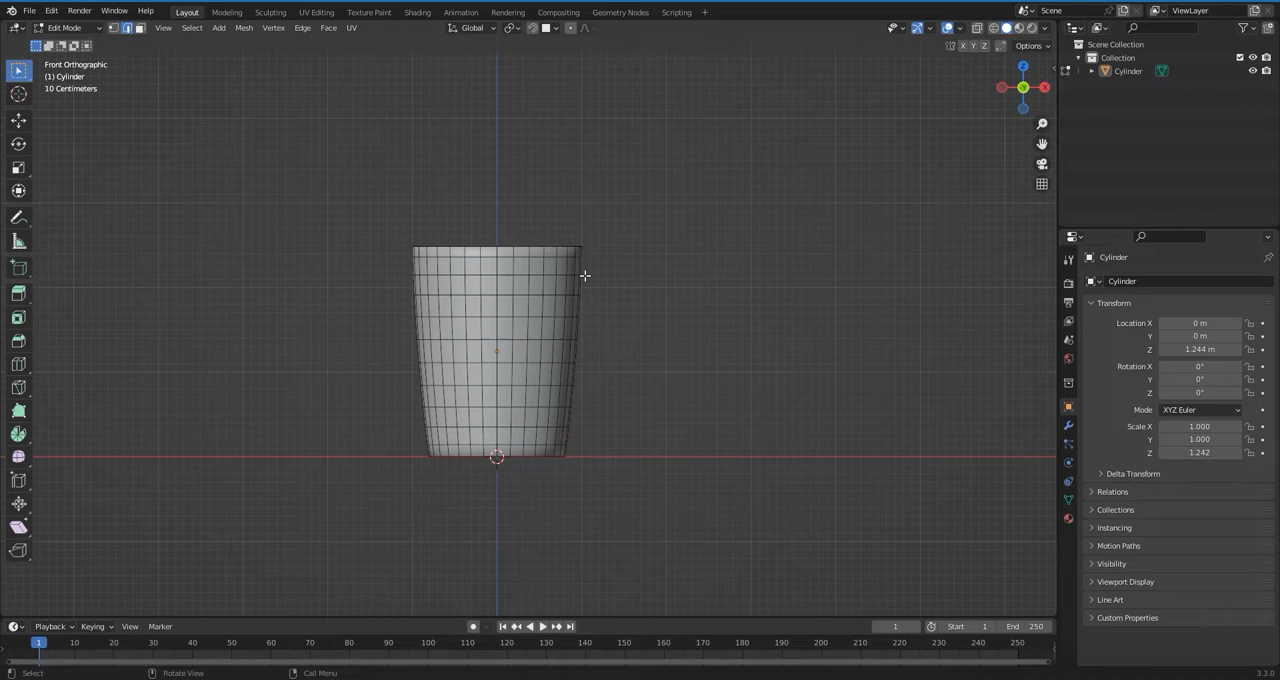 File Edit Render Window Help Layout Modeling Sculpting UV Editing Texture Paint Shading Animation Rendering Compositing Geometry Nodes Scripting + Scene ViewLayer
Edit Mode View Select Add Mesh Vertex Edge Face UV Global
X Y Z Options
Front Orthographic
(1) Cylinder
10 Centimeters
Z
X
-Y
Scene Collection
Collection
Cylinder
Cylinder
Cylinder
Transform
Location X 0 m
Y 0 m
Z 1.244 m
Rotation X 0°
Y 0°
Z 0°
Mode XYZ Euler
Scale X 1.000
Y 1.000
Z 1.242
Delta Transform
Relations
Collections
Instancing
Motion Paths
Visibility
Viewport Display
Line Art
Custom Properties
Playback Keying View Marker 1 Start 1 End 250
1 10 20 30 40 50 60 70 80 90 100 110 120 130 140 150 160 170 180 190 200 210 220 230 240 250
Select Rotate View Call Menu 3.3.0